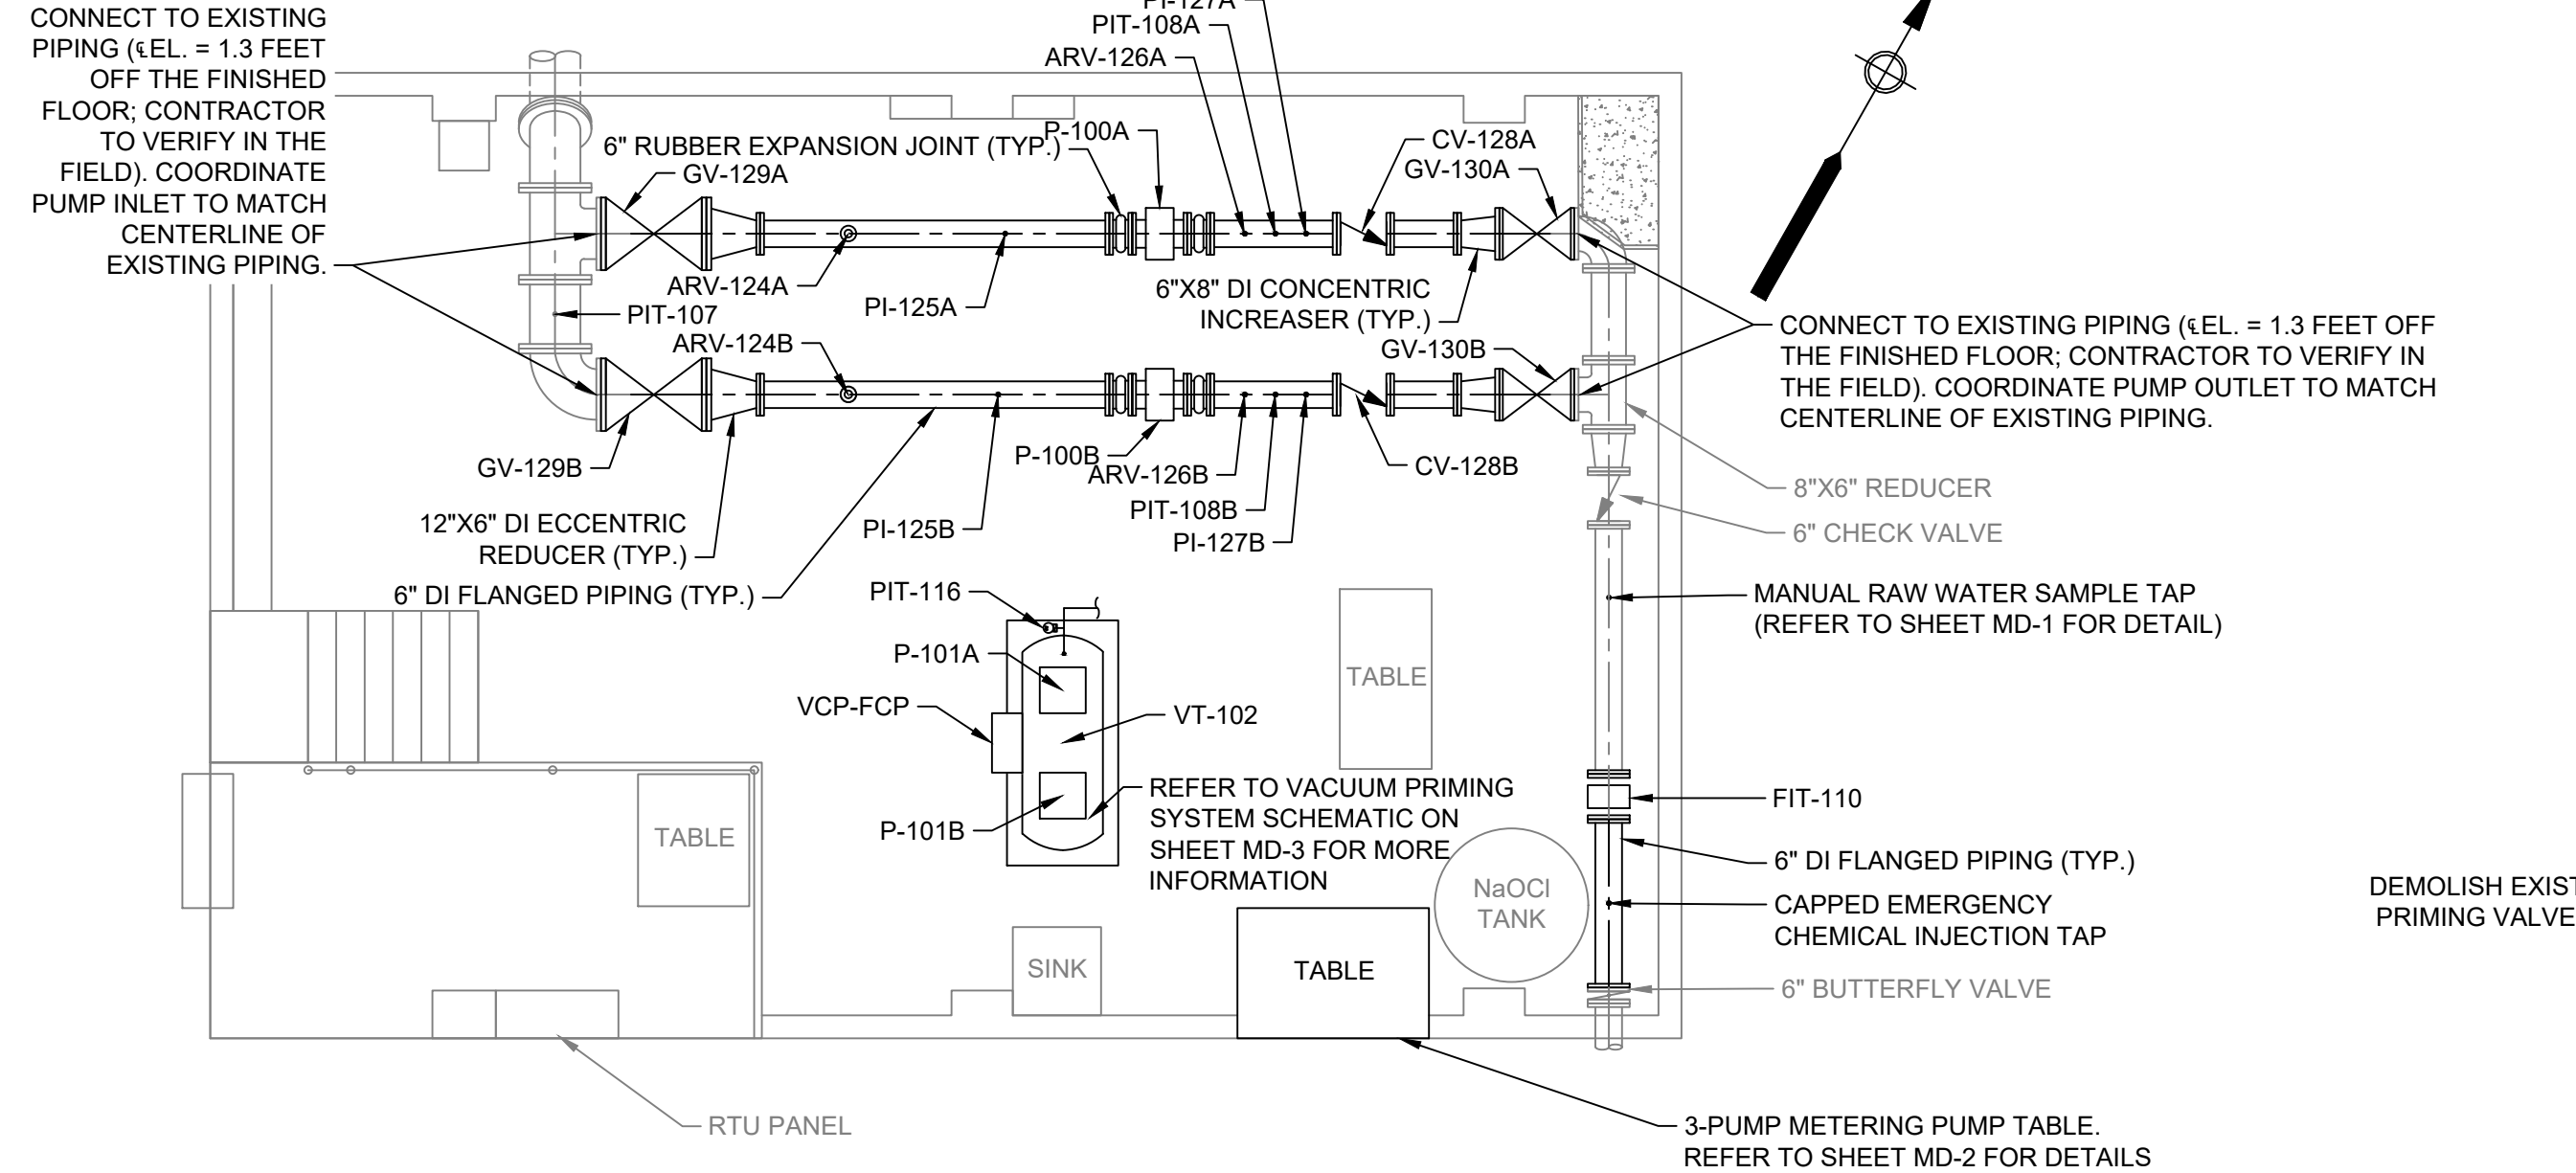 CONNECT TO EXISTING
PIPING (℄EL. = 1.3 FEET
OFF THE FINISHED
FLOOR; CONTRACTOR
TO VERIFY IN THE
FIELD). COORDINATE
PUMP INLET TO MATCH
CENTERLINE OF
EXISTING PIPING.
PI-127A
PIT-108A
ARV-126A
P-100A
6" RUBBER EXPANSION JOINT (TYP.)
GV-129A
CV-128A
GV-130A
ARV-124A
PI-125A
6"X8" DI CONCENTRIC
INCREASER (TYP.)
PIT-107
ARV-124B
GV-130B
CONNECT TO EXISTING PIPING (℄EL. = 1.3 FEET OFF
THE FINISHED FLOOR; CONTRACTOR TO VERIFY IN
THE FIELD). COORDINATE PUMP OUTLET TO MATCH
CENTERLINE OF EXISTING PIPING.
GV-129B
P-100B
ARV-126B
CV-128B
8"X6" REDUCER
12"X6" DI ECCENTRIC
REDUCER (TYP.)
PI-125B
PIT-108B
PI-127B
6" CHECK VALVE
6" DI FLANGED PIPING (TYP.)
PIT-116
MANUAL RAW WATER SAMPLE TAP
(REFER TO SHEET MD-1 FOR DETAIL)
P-101A
TABLE
VCP-FCP
VT-102
REFER TO VACUUM PRIMING
SYSTEM SCHEMATIC ON
SHEET MD-3 FOR MORE
INFORMATION
FIT-110
TABLE
P-101B
6" DI FLANGED PIPING (TYP.)
NaOCl
TANK
CAPPED EMERGENCY
CHEMICAL INJECTION TAP
DEMOLISH EXIST
PRIMING VALVE
SINK
TABLE
6" BUTTERFLY VALVE
RTU PANEL
3-PUMP METERING PUMP TABLE.
REFER TO SHEET MD-2 FOR DETAILS